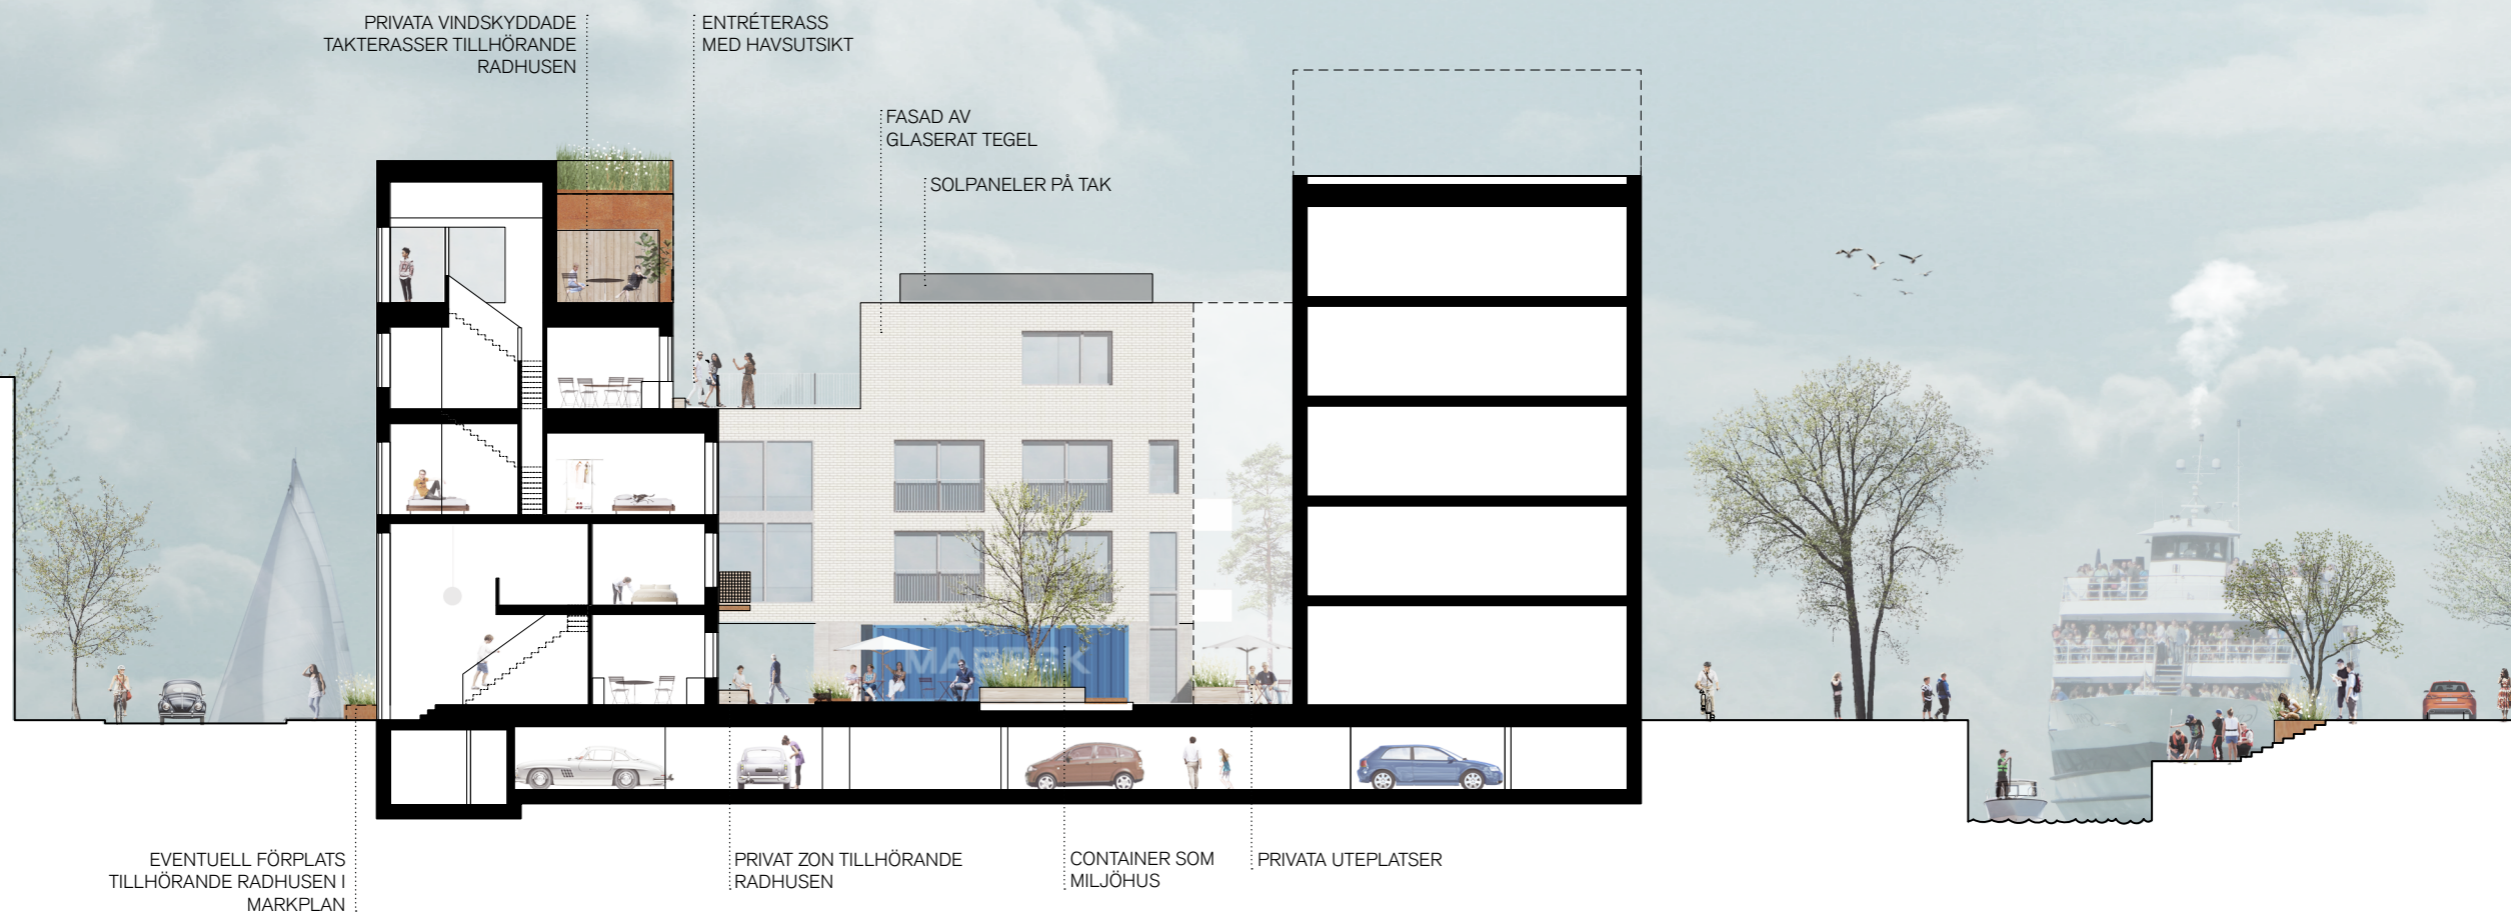 PRIVATA VINDSKYDDADE
TAKTERASSER TILLHÖRANDE
RADHUSEN
ENTRÉTERASS
MED HAVSUTSIKT
FASAD AV
GLASERAT TEGEL
SOLPANELER PÅ TAK
EVENTUELL FÖRPLATS
TILLHÖRANDE RADHUSEN I
MARKPLAN
PRIVAT ZON TILLHÖRANDE
RADHUSEN
CONTAINER SOM
MILJÖHUS
PRIVATA UTEPLATSER